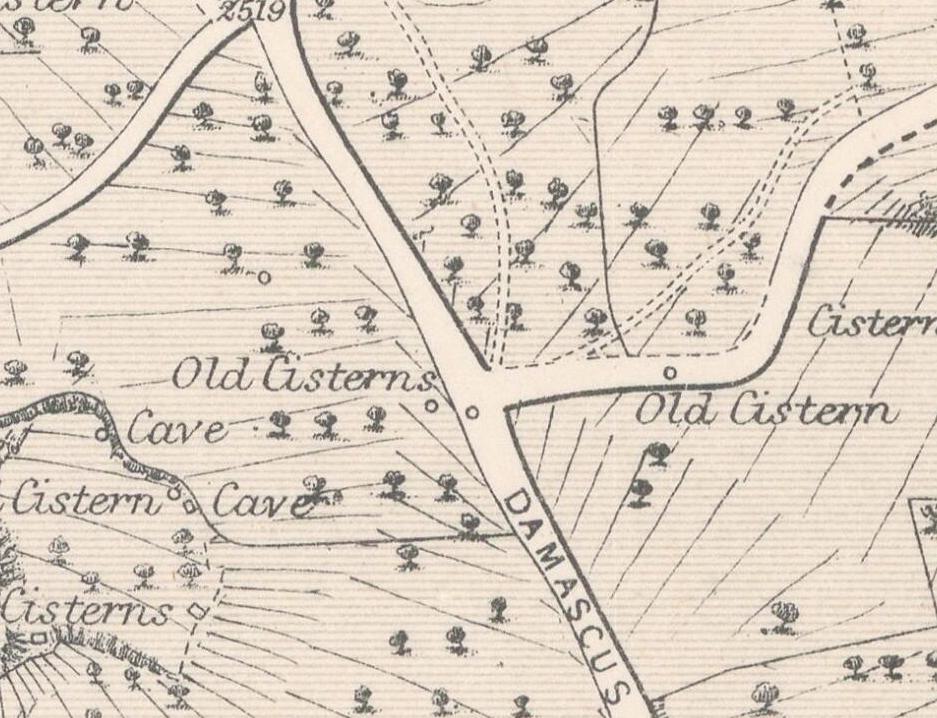 2519
Cistern
Old Cisterns
Old Cistern
Cave
Cistern
Cave
DAMASCUS
Cisterns